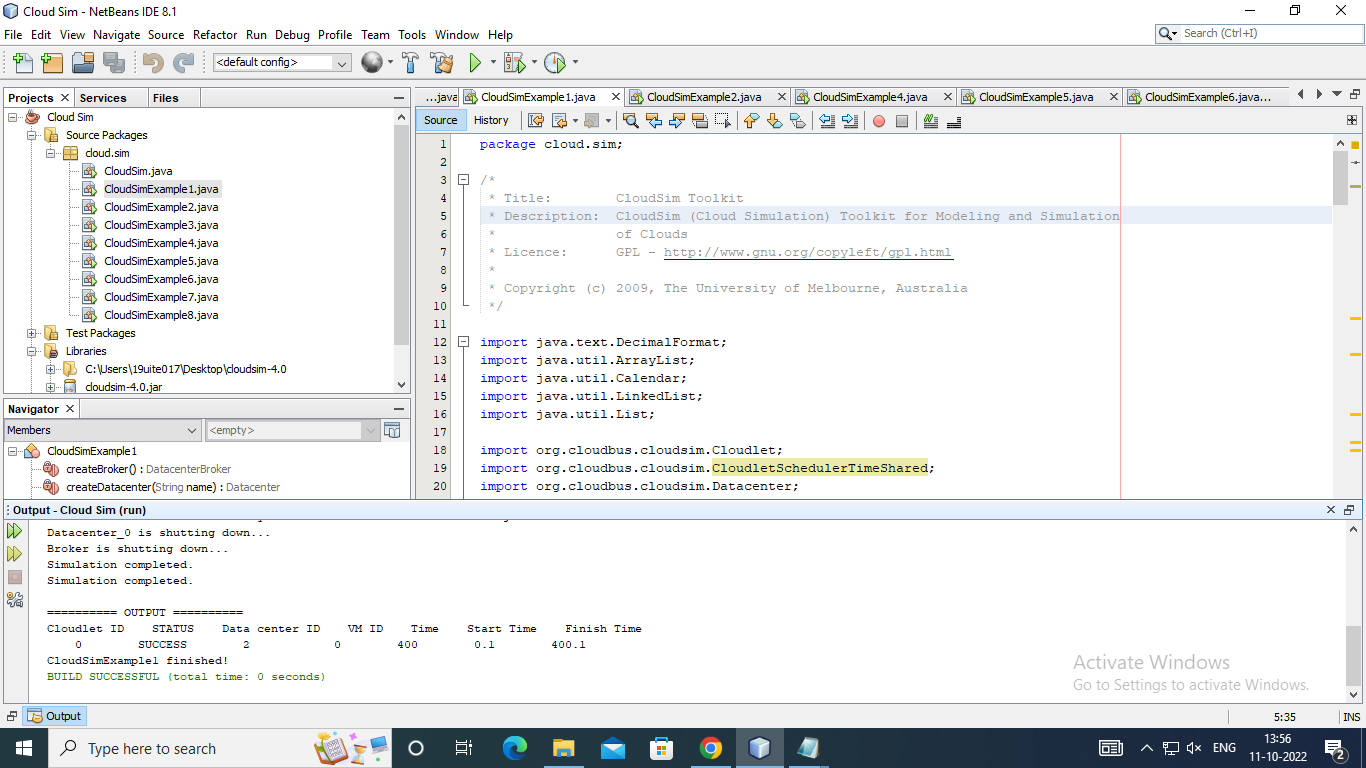 Cloud Sim - NetBeans IDE 8.1
File Edit View Navigate Source Refactor Run Debug Profile Team Tools Window Help
Search (Ctrl+I)
<default config>
Projects Services Files
Cloud Sim
Source Packages
cloud.sim
CloudSim.java
CloudSimExample1.java
CloudSimExample2.java
CloudSimExample3.java
CloudSimExample4.java
CloudSimExample5.java
CloudSimExample6.java
CloudSimExample7.java
CloudSimExample8.java
Test Packages
Libraries
C:\Users\19uite017\Desktop\cloudsim-4.0
cloudsim-4.0.jar
Navigator
Members <empty>
CloudSimExample1
createBroker() : DatacenterBroker
createDatacenter(String name) : Datacenter
...java CloudSimExample1.java CloudSimExample2.java CloudSimExample4.java CloudSimExample5.java CloudSimExample6.java...
Source History
1 package cloud.sim;
2
3 /*
4 * Title: CloudSim Toolkit
5 * Description: CloudSim (Cloud Simulation) Toolkit for Modeling and Simulation
6 * of Clouds
7 * Licence: GPL - http://www.gnu.org/copyleft/gpl.html
8 *
9 * Copyright (c) 2009, The University of Melbourne, Australia
10 */
11
12 import java.text.DecimalFormat;
13 import java.util.ArrayList;
14 import java.util.Calendar;
15 import java.util.LinkedList;
16 import java.util.List;
17
18 import org.cloudbus.cloudsim.Cloudlet;
19 import org.cloudbus.cloudsim.CloudletSchedulerTimeShared;
20 import org.cloudbus.cloudsim.Datacenter;
Output - Cloud Sim (run)
Datacenter_0 is shutting down...
Broker is shutting down...
Simulation completed.
Simulation completed.
========== OUTPUT ==========
Cloudlet ID STATUS Data center ID VM ID Time Start Time Finish Time
0 SUCCESS 2 0 400 0.1 400.1
CloudSimExample1 finished!
BUILD SUCCESSFUL (total time: 0 seconds)
Activate Windows
Go to Settings to activate Windows.
Output
5:35 INS
Type here to search
ENG
13:56
11-10-2022
2